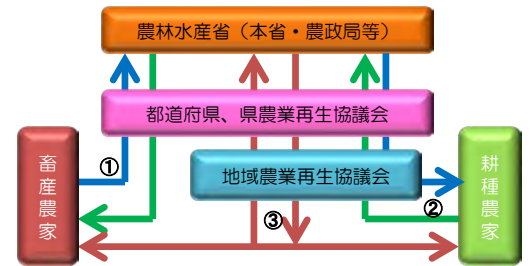 農林水産省（本省・農政局等）
都道府県、県農業再生協議会
地域農業再生協議会
畜産農家
耕種農家
①
②
③